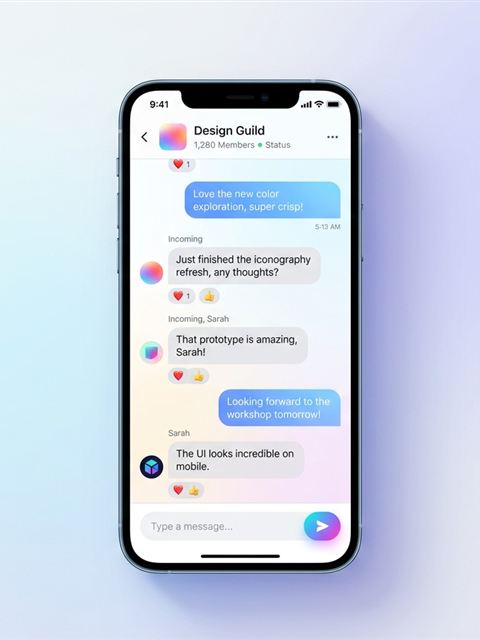 9:41
Design Guild
1,280 Members • Status
❤️ 1
Love the new color
exploration, super crisp!
5:13 AM
Incoming
Just finished the iconography
refresh, any thoughts?
❤️ 1 👍
Incoming, Sarah
That prototype is amazing,
Sarah!
❤️ 👍
Looking forward to the
workshop tomorrow!
Sarah
The UI looks incredible on
mobile.
❤️ 👍
Type a message...